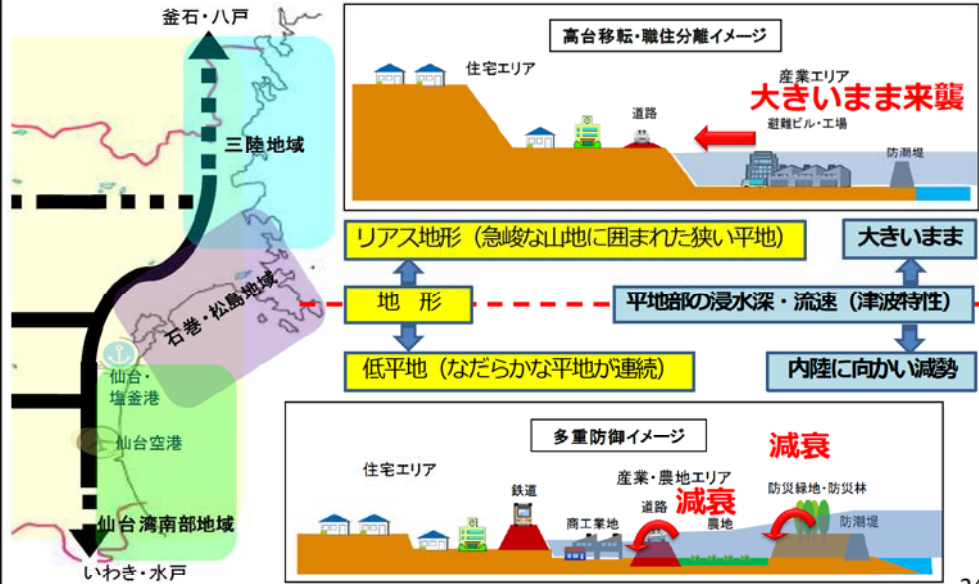 釜石・八戸
三陸地域
石巻・松島地域
仙台・
塩釜港
仙台空港
仙台湾南部地域
いわき・水戸
高台移転・職住分離イメージ
住宅エリア
産業エリア
大きいまま来襲
道路
避難ビル・工場
防潮堤
リアス地形（急峻な山地に囲まれた狭い平地）
大きいまま
地 形
平地部の浸水深・流速（津波特性）
低平地（なだらかな平地が連続）
内陸に向かい減勢
多重防御イメージ
減衰
住宅エリア
産業・農地エリア
鉄道
道路
減衰
防災緑地・防災林
商工業地
農地
防潮堤